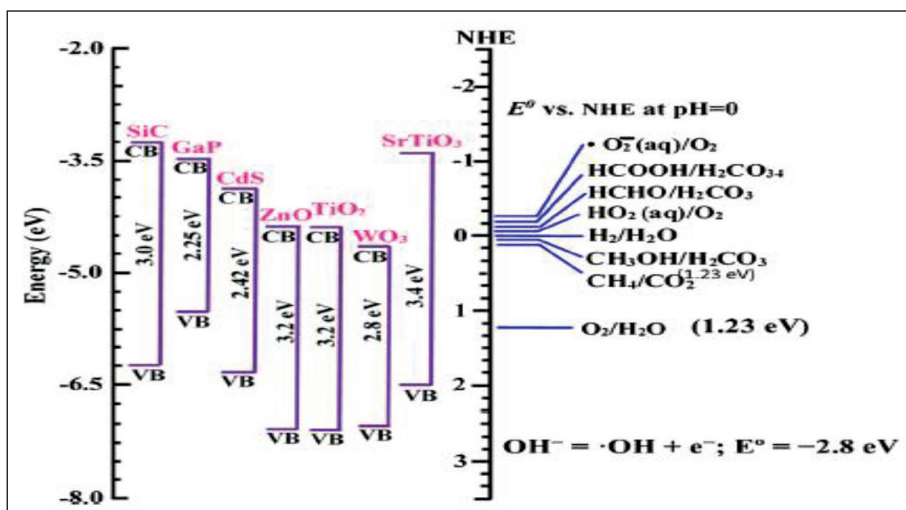 NHE
-2.0
-3.5
-5.0
-6.5
-8.0
Energy (eV)
SiC
CB
3.0 eV
VB
GaP
CB
2.25 eV
VB
CdS
CB
2.42 eV
VB
ZnO
CB
3.2 eV
VB
TiO₂
CB
3.2 eV
VB
WO₃
CB
2.8 eV
VB
SrTiO₃
3.4 eV
VB
-2
-1
0
1
2
3
E⁰ vs. NHE at pH=0
• O₂⁻(aq)/O₂
HCOOH/H₂CO₃₄
HCHO/H₂CO₃
HO₂ (aq)/O₂
H₂/H₂O
CH₃OH/H₂CO₃
CH₄/CO₂(1.23 eV)
O₂/H₂O (1.23 eV)
OH⁻ = ·OH + e⁻; E° = −2.8 eV